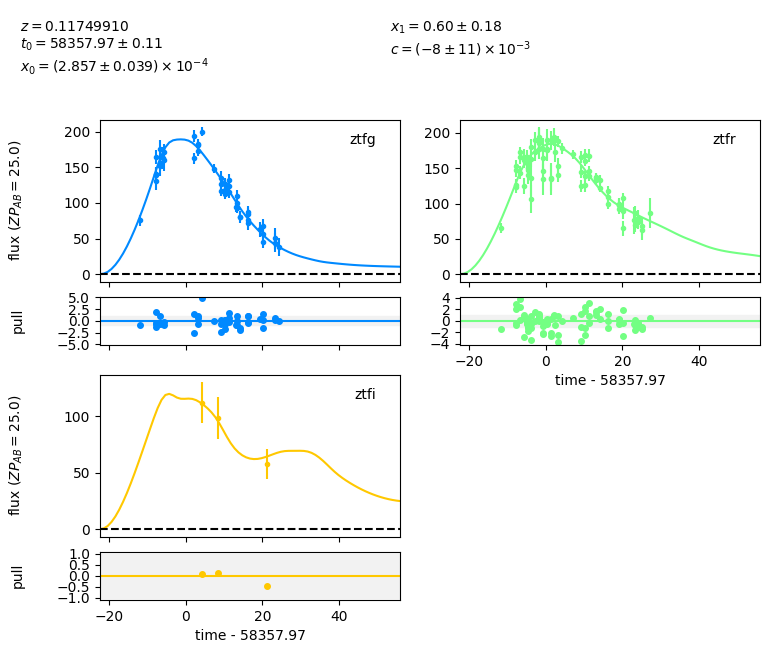 z = 0.11749910
t₀ = 58357.97 ± 0.11
x₀ = (2.857 ± 0.039) × 10⁻⁴
x₁ = 0.60 ± 0.18
c = (−8 ± 11) × 10⁻³
ztfg
flux (ZP_AB = 25.0)
200
150
100
50
0
ztfr
200
150
100
50
0
pull
5.0
2.5
0.0
−2.5
−5.0
4
2
0
−2
−4
−20 0 20 40
time - 58357.97
ztfi
flux (ZP_AB = 25.0)
100
50
0
pull
1.0
0.5
0.0
−0.5
−1.0
−20 0 20 40
time - 58357.97